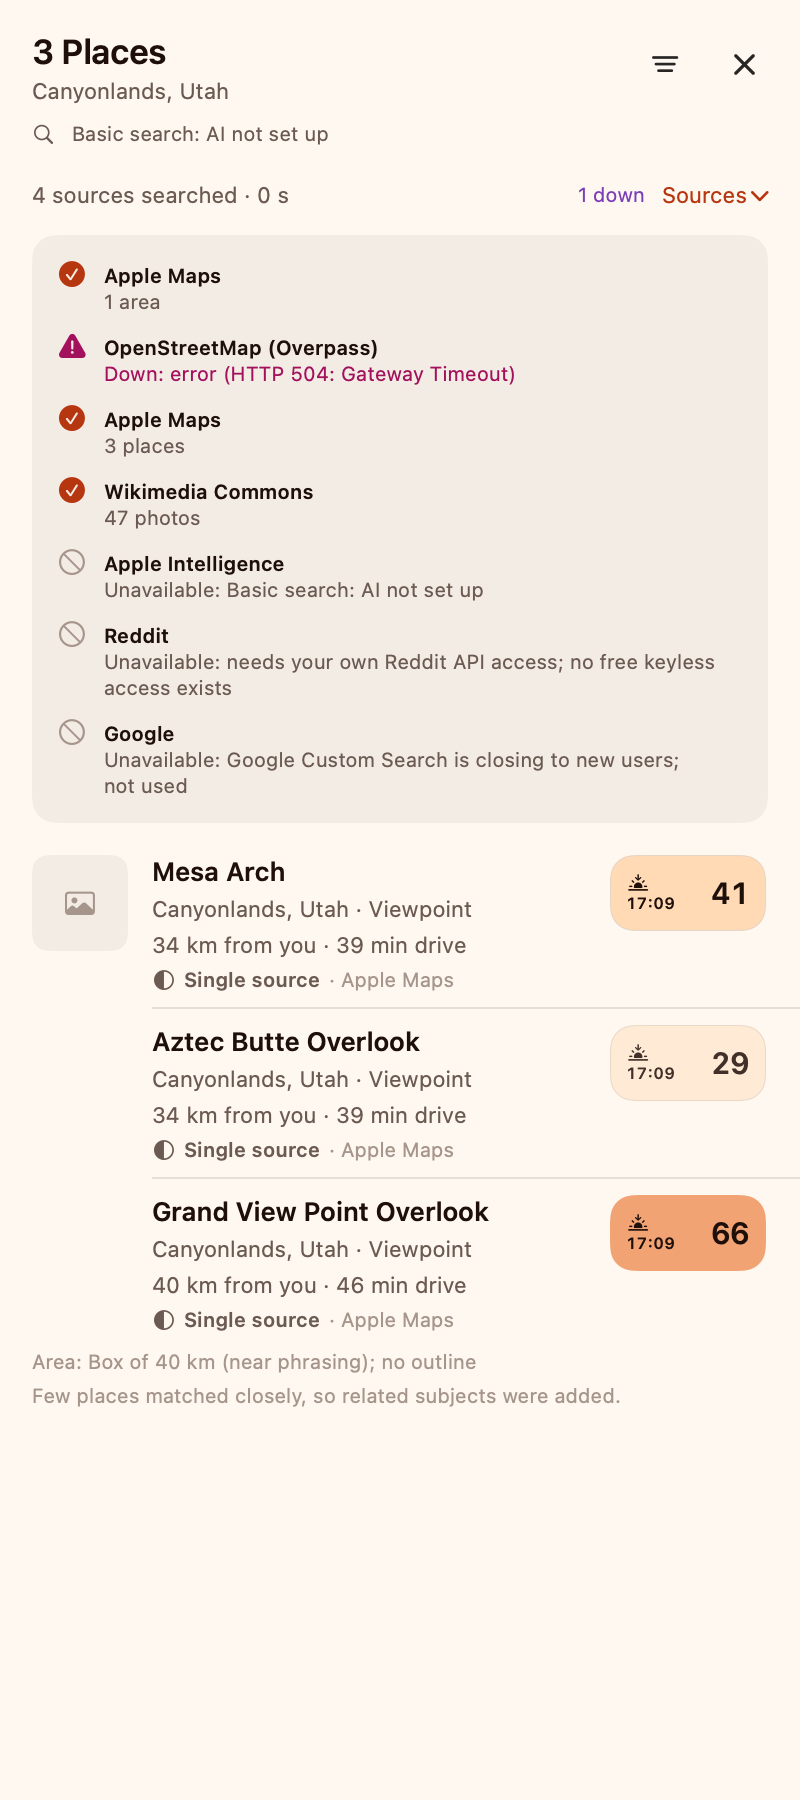 3 Places
Canyonlands, Utah
Basic search: AI not set up
4 sources searched · 0 s
1 down Sources
Apple Maps
1 area
OpenStreetMap (Overpass)
Down: error (HTTP 504: Gateway Timeout)
Apple Maps
3 places
Wikimedia Commons
47 photos
Apple Intelligence
Unavailable: Basic search: AI not set up
Reddit
Unavailable: needs your own Reddit API access; no free keyless
access exists
Google
Unavailable: Google Custom Search is closing to new users;
not used
Mesa Arch
Canyonlands, Utah · Viewpoint
34 km from you · 39 min drive
Single source · Apple Maps
17:09 41
Aztec Butte Overlook
Canyonlands, Utah · Viewpoint
34 km from you · 39 min drive
Single source · Apple Maps
17:09 29
Grand View Point Overlook
Canyonlands, Utah · Viewpoint
40 km from you · 46 min drive
Single source · Apple Maps
17:09 66
Area: Box of 40 km (near phrasing); no outline
Few places matched closely, so related subjects were added.